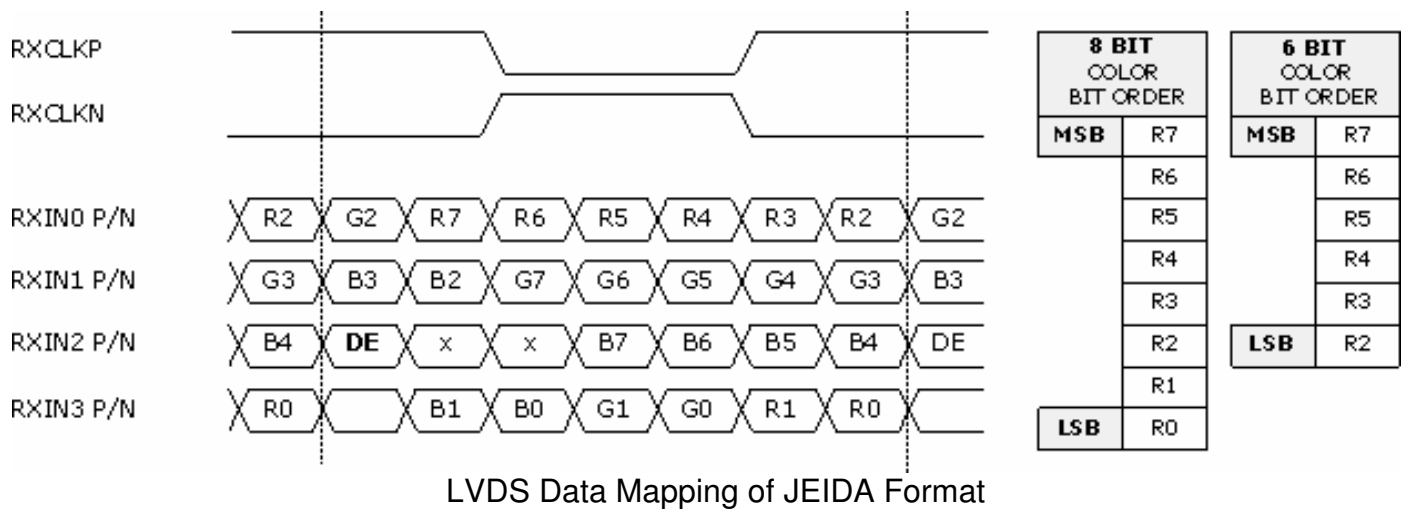 RXCLKP
RXCLKN
RXIN0 P/N R2 G2 R7 R6 R5 R4 R3 R2 G2
RXIN1 P/N G3 B3 B2 G7 G6 G5 G4 G3 B3
RXIN2 P/N B4 DE x x B7 B6 B5 B4 DE
RXIN3 P/N R0 B1 B0 G1 G0 R1 R0
8 BIT
COLOR
BIT ORDER
MSB R7
R6
R5
R4
R3
R2
R1
LSB R0
6 BIT
COLOR
BIT ORDER
MSB R7
R6
R5
R4
R3
LSB R2
LVDS Data Mapping of JEIDA Format